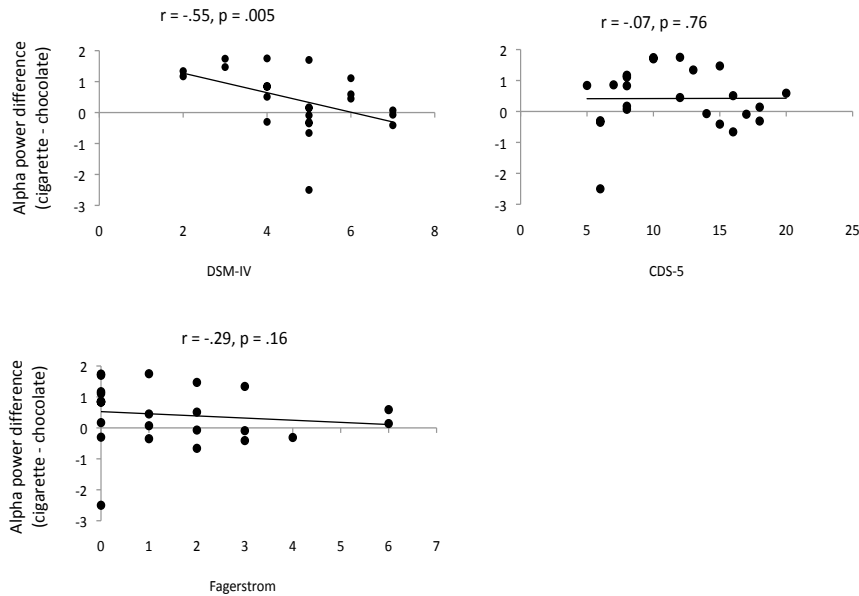 r = -.55, p = .005
Alpha power difference
(cigarette - chocolate)
2
1
0
-1
-2
-3
0 2 4 6 8
DSM-IV
r = -.07, p = .76
2
1
0
-1
-2
-3
0 5 10 15 20 25
CDS-5
r = -.29, p = .16
Alpha power difference
(cigarette - chocolate)
2
1
0
-1
-2
-3
0 1 2 3 4 5 6 7
Fagerstrom